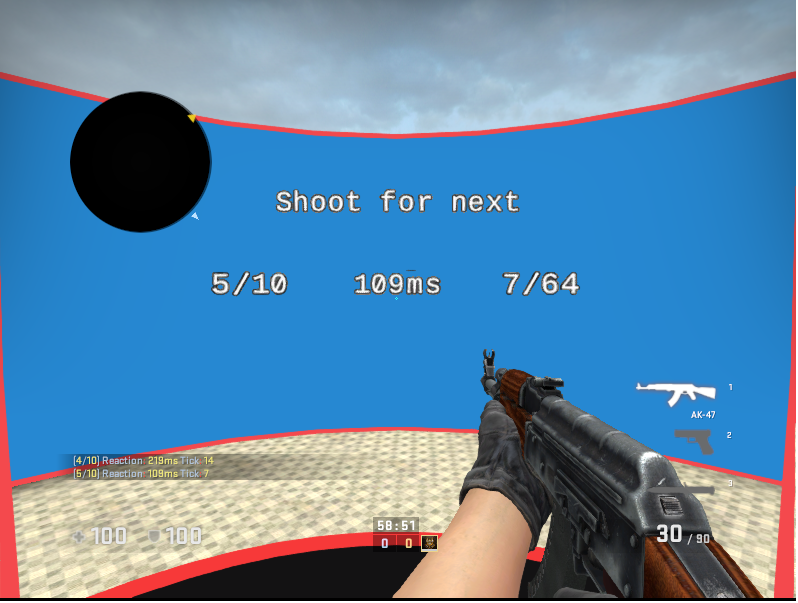 Shoot for next
5/10 109ms 7/64
1
AK-47
2
[4/10] Reaction: 219ms Tick: 14
[5/10] Reaction: 109ms Tick: 7
3
100 100
58:51
0 0
30 / 90